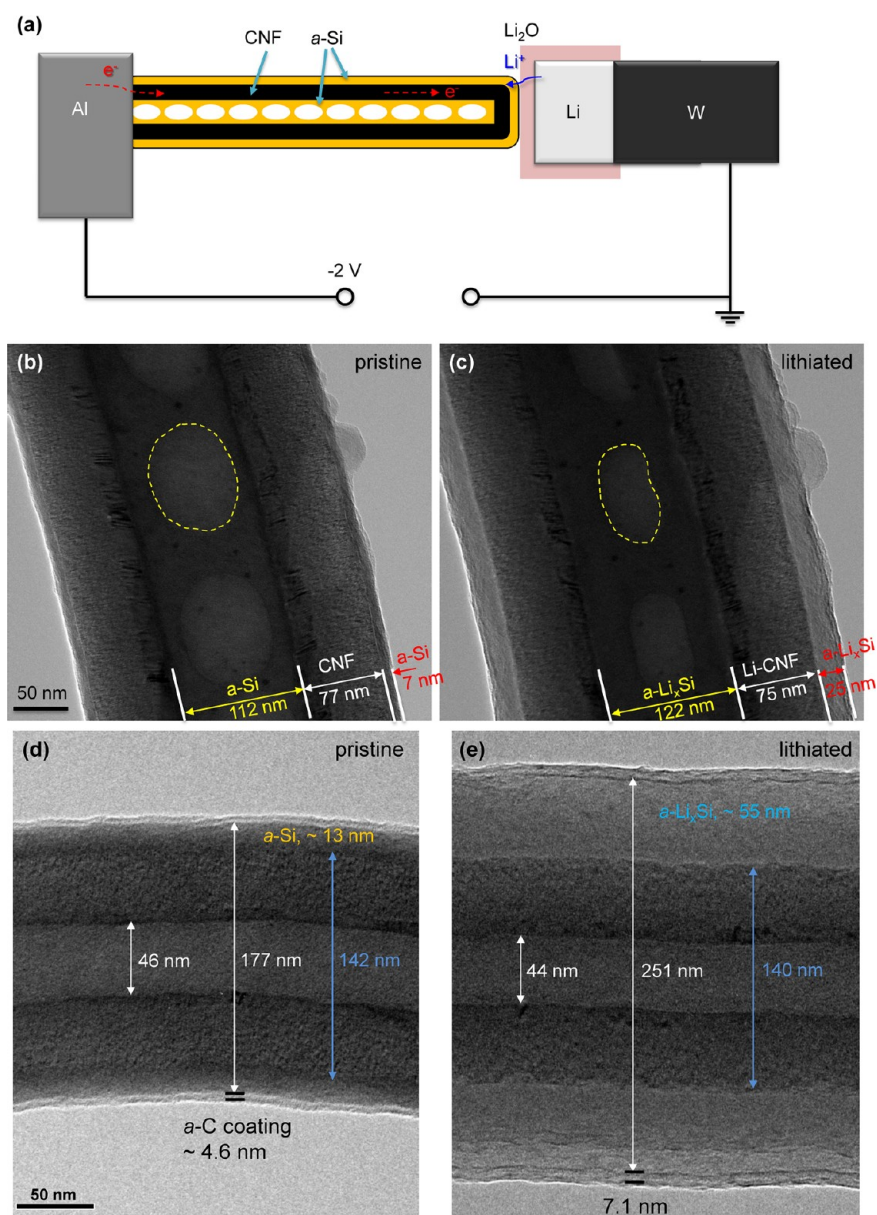 (a)
CNF
a-Si
Li₂O
Li⁺
e⁻
e⁻
Al
Li
W
-2 V
(b)
pristine
a-Si
112 nm
CNF
77 nm
a-Si
7 nm
50 nm
(c)
lithiated
a-LiₓSi
122 nm
Li-CNF
75 nm
a-LiₓSi
25 nm
(d)
pristine
a-Si, ~ 13 nm
46 nm
177 nm
142 nm
a-C coating
~ 4.6 nm
50 nm
(e)
lithiated
a-LiₓSi, ~ 55 nm
44 nm
251 nm
140 nm
7.1 nm